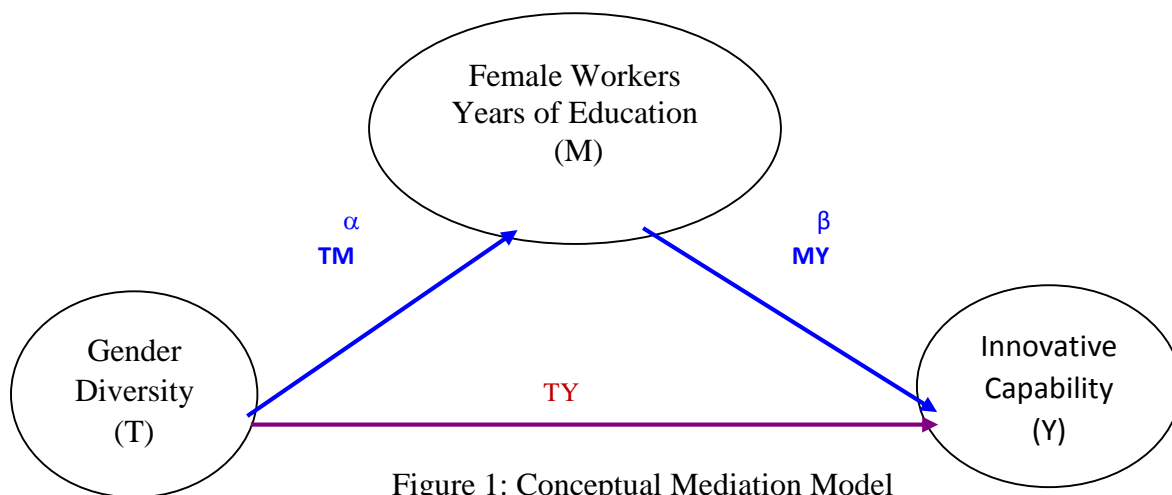 Female Workers
Years of Education
(M)
α
TM
β
MY
Gender
Diversity
(T)
TY
Innovative
Capability
(Y)
Figure 1: Conceptual Mediation Model